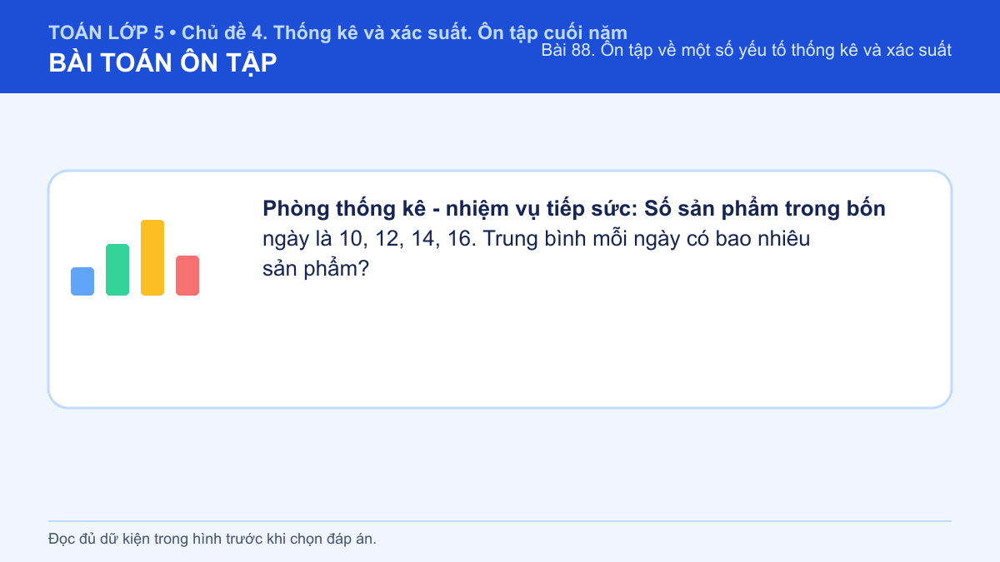 TOÁN LỚP 5 • Chủ đề 4. Thống kê và xác suất. Ôn tập cuối năm
Bài 88. Ôn tập về một số yếu tố thống kê và xác suất
BÀI TOÁN ÔN TẬP
Phòng thống kê - nhiệm vụ tiếp sức: Số sản phẩm trong bốn
ngày là 10, 12, 14, 16. Trung bình mỗi ngày có bao nhiêu
sản phẩm?
Đọc đủ dữ kiện trong hình trước khi chọn đáp án.